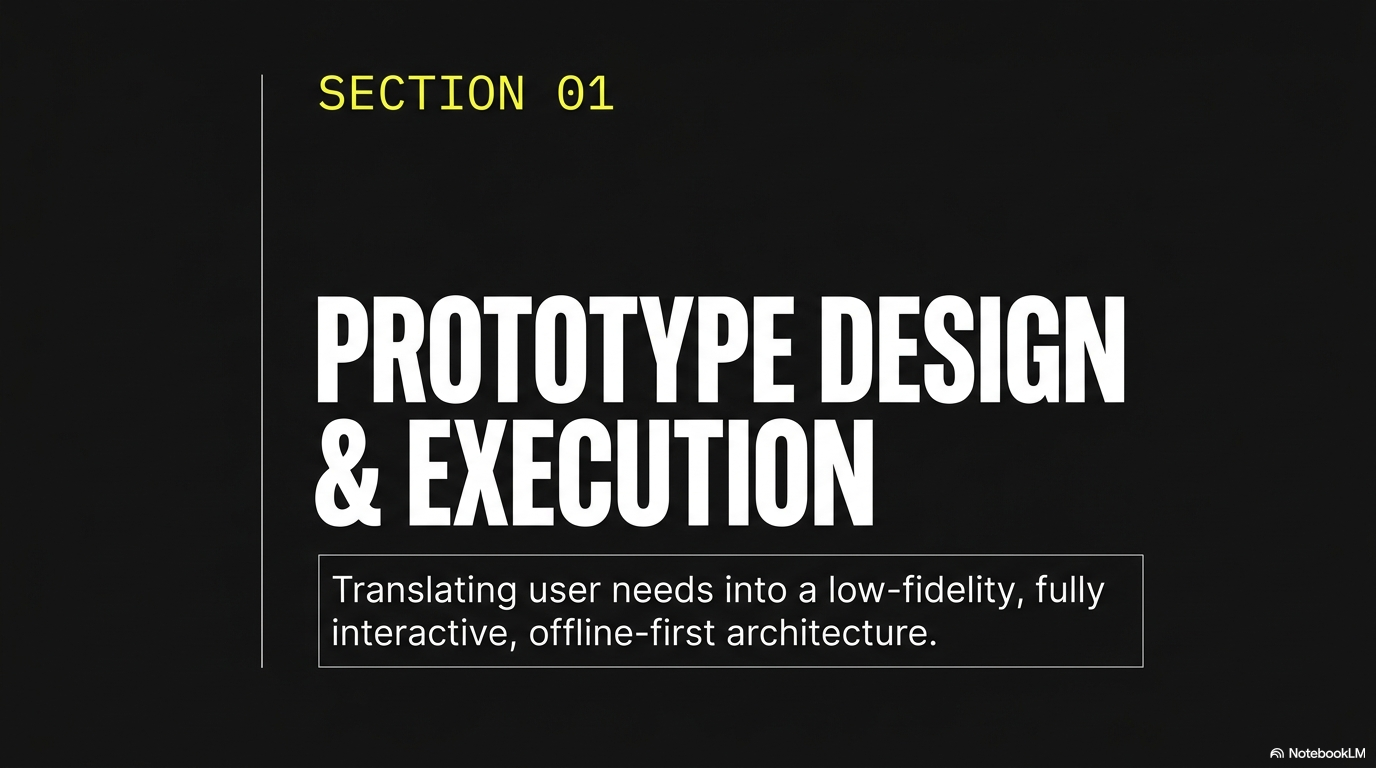 SECTION 01
PROTOTYPE DESIGN
& EXECUTION
Translating user needs into a low-fidelity, fully
interactive, offline-first architecture.
NotebookLM